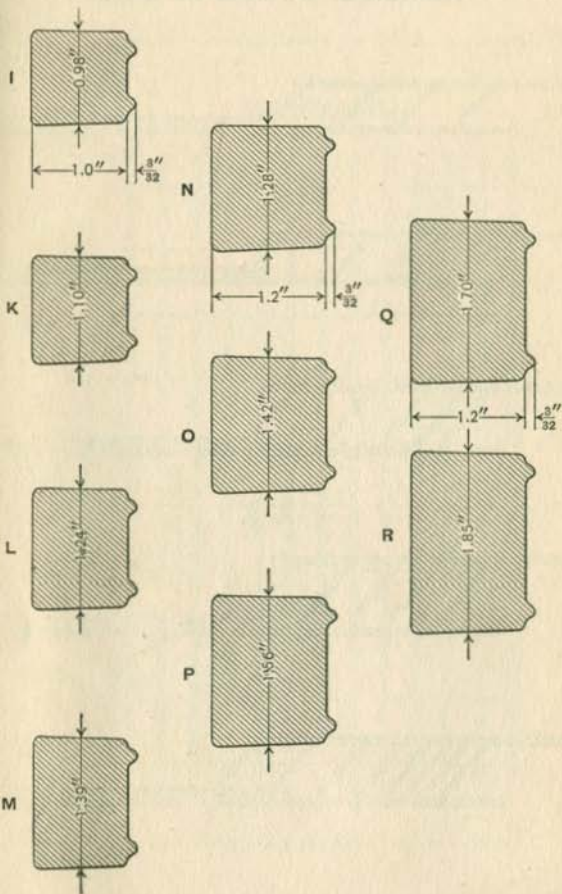 I
0.98"
1.0"
3/32"
K
1.10"
L
1.24"
M
1.39"
N
1.28"
1.2"
3/32"
O
1.42"
P
1.56"
Q
1.70"
1.2"
3/32"
R
1.85"